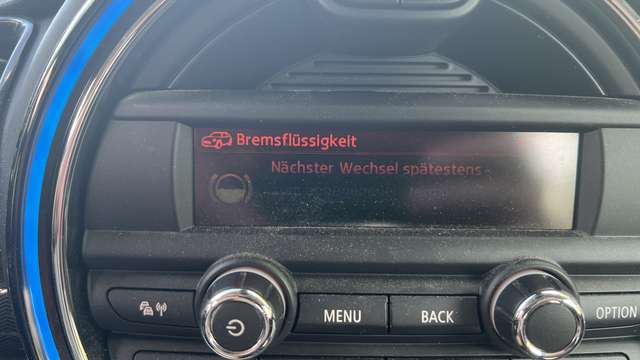 Bremsflüssigkeit
Nächster Wechsel spätestens
MENU
BACK
OPTION